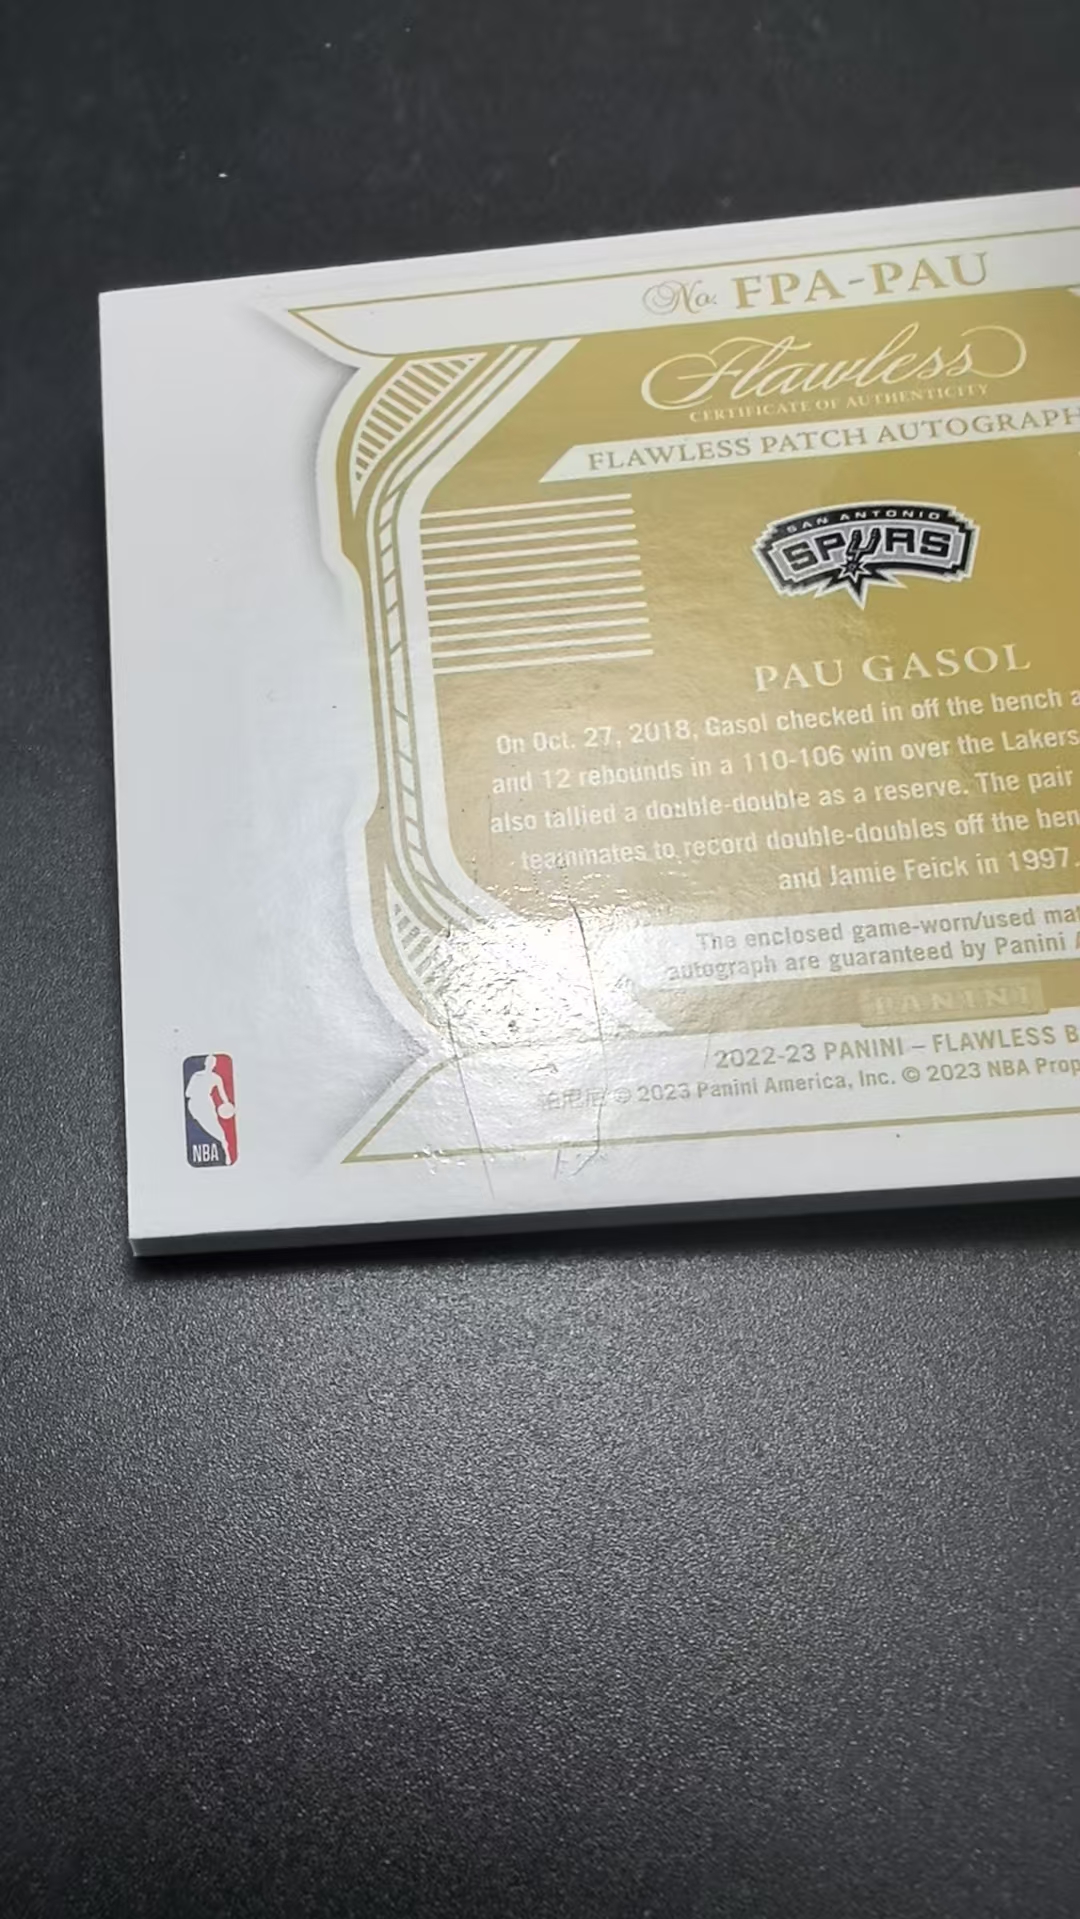 No. FPA-PAU
Flawless
CERTIFICATE OF AUTHENTICITY
FLAWLESS PATCH AUTOGRAPH
SAN ANTONIO
SPURS
PAU GASOL
On Oct. 27, 2018, Gasol checked in off the bench a
and 12 rebounds in a 110-106 win over the Lakers
also tallied a double-double as a reserve. The pair
teammates to record double-doubles off the ben
and Jamie Feick in 1997.
The enclosed game-worn/used mat
autograph are guaranteed by Panini A
PANINI
2022-23 PANINI – FLAWLESS B
© 2023 Panini America, Inc. © 2023 NBA Prop
NBA